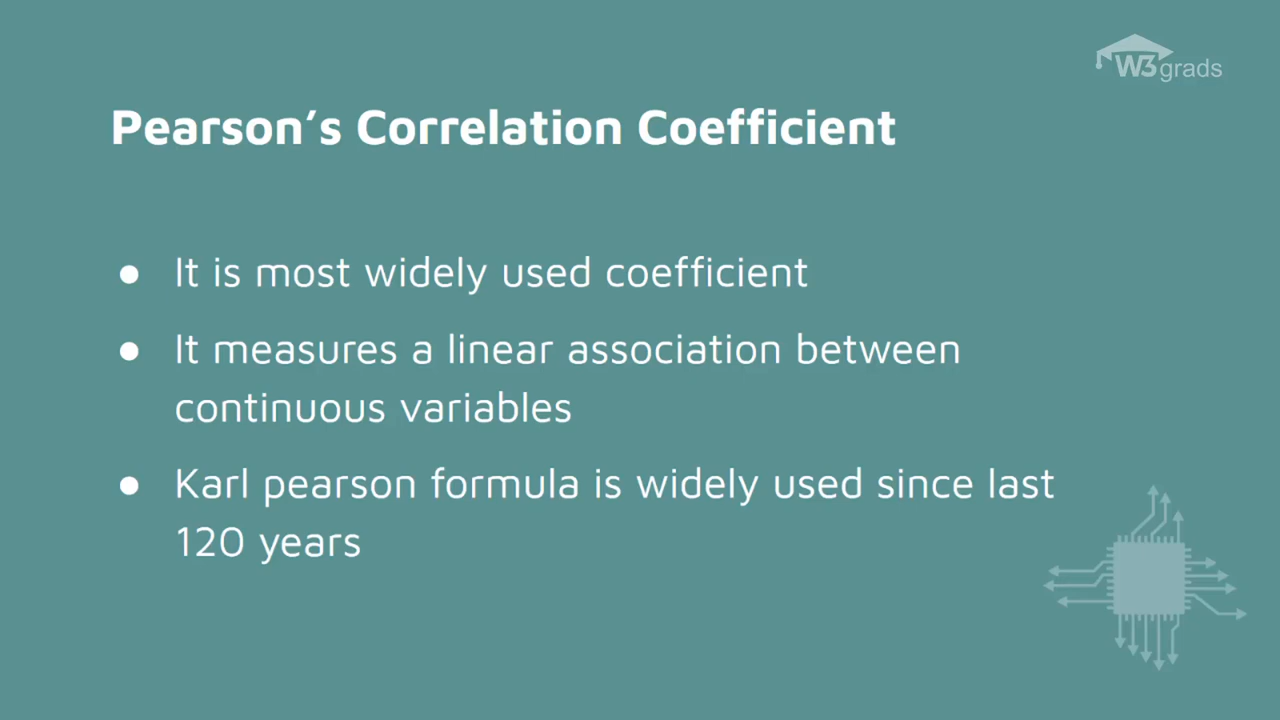 W3grads
Pearson’s Correlation Coefficient
● It is most widely used coefficient
● It measures a linear association between
continuous variables
● Karl pearson formula is widely used since last
120 years